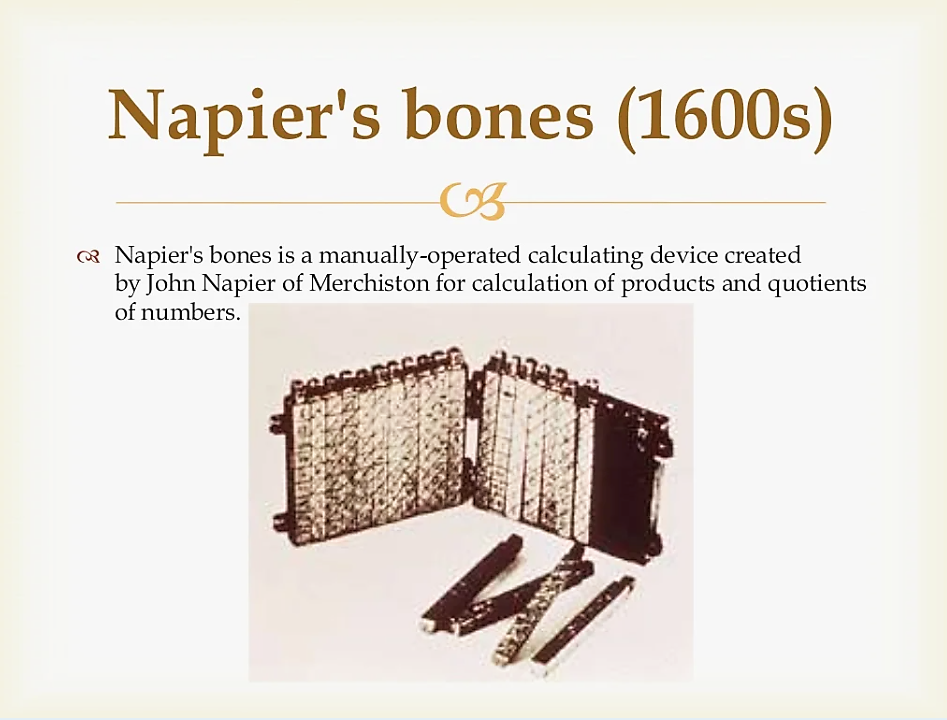 Napier's bones (1600s)
Napier's bones is a manually-operated calculating device created
by John Napier of Merchiston for calculation of products and quotients
of numbers.